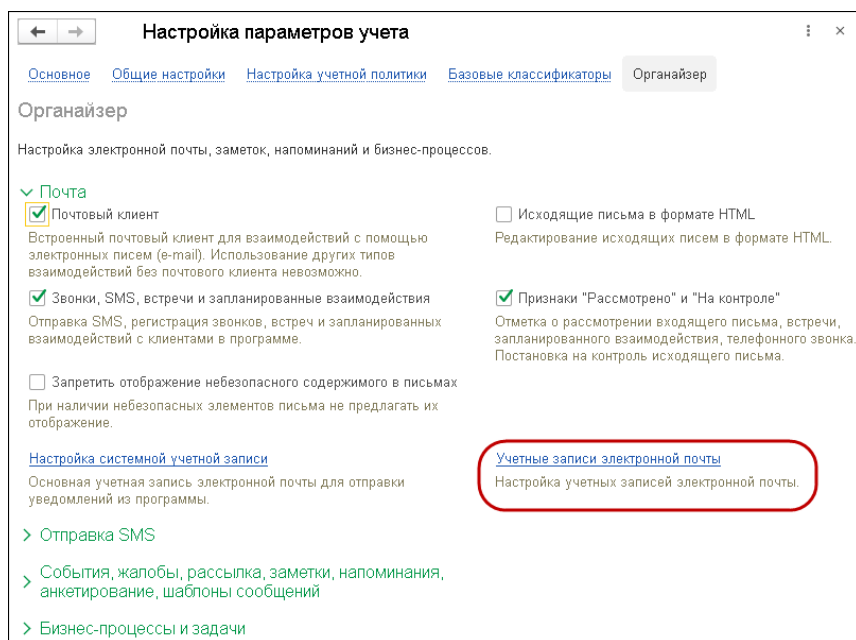 Настройка параметров учета
Основное Общие настройки Настройка учетной политики Базовые классификаторы Органайзер
Органайзер
Настройка электронной почты, заметок, напоминаний и бизнес-процессов.
Почта
Почтовый клиент
Встроенный почтовый клиент для взаимодействий с помощью
электронных писем (e-mail). Использование других типов
взаимодействий без почтового клиента невозможно.
Исходящие письма в формате HTML
Редактирование исходящих писем в формате HTML.
Звонки, SMS, встречи и запланированные взаимодействия
Отправка SMS, регистрация звонков, встреч и запланированных
взаимодействий с клиентами в программе.
Признаки "Рассмотрено" и "На контроле"
Отметка о рассмотрении входящего письма, встречи,
запланированного взаимодействия, телефонного звонка.
Постановка на контроль исходящего письма.
Запретить отображение небезопасного содержимого в письмах
При наличии небезопасных элементов письма не предлагать их
отображение.
Настройка системной учетной записи
Основная учетная запись электронной почты для отправки
уведомлений из программы.
Учетные записи электронной почты
Настройка учетных записей электронной почты.
Отправка SMS
События, жалобы, рассылка, заметки, напоминания,
анкетирование, шаблоны сообщений
Бизнес-процессы и задачи